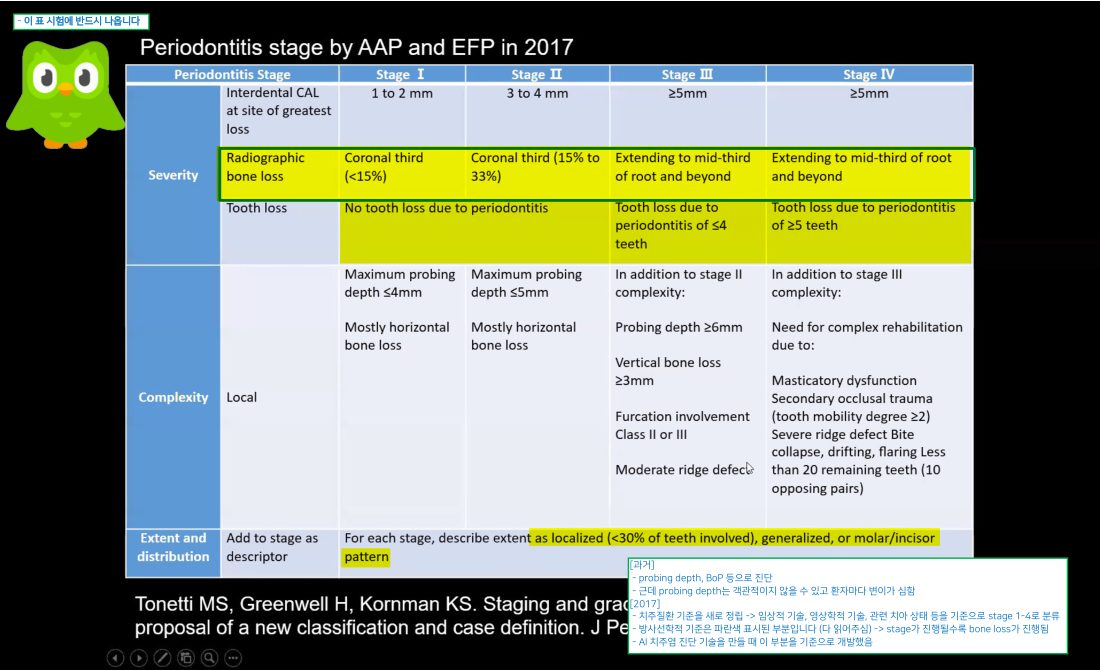 - 이 표 시험에 반드시 나옵니다
Periodontitis stage by AAP and EFP in 2017
Periodontitis Stage
Stage Ⅰ
Stage Ⅱ
Stage Ⅲ
Stage Ⅳ
Severity
Interdental CAL
at site of greatest
loss
1 to 2 mm
3 to 4 mm
≥5mm
≥5mm
Radiographic
bone loss
Coronal third
(<15%)
Coronal third (15% to
33%)
Extending to mid-third
of root and beyond
Extending to mid-third of root
and beyond
Tooth loss
No tooth loss due to periodontitis
Tooth loss due to
periodontitis of ≤4
teeth
Tooth loss due to periodontitis
of ≥5 teeth
Complexity
Local
Maximum probing
depth ≤4mm
Mostly horizontal
bone loss
Maximum probing
depth ≤5mm
Mostly horizontal
bone loss
In addition to stage II
complexity:
Probing depth ≥6mm
Vertical bone loss
≥3mm
Furcation involvement
Class II or III
Moderate ridge defect
In addition to stage III
complexity:
Need for complex rehabilitation
due to:
Masticatory dysfunction
Secondary occlusal trauma
(tooth mobility degree ≥2)
Severe ridge defect Bite
collapse, drifting, flaring Less
than 20 remaining teeth (10
opposing pairs)
Extent and
distribution
Add to stage as
descriptor
For each stage, describe extent as localized (<30% of teeth involved), generalized, or molar/incisor
pattern
Tonetti MS, Greenwell H, Kornman KS. Staging and
proposal of a new classification and case definition. J
[과거]
- probing depth, BoP 등으로 진단
- 근데 probing depth는 객관적이지 않을 수 있고 환자마다 변이가 심함
[2017]
- 치주질환 기준을 새로 정립 -> 임상적 기술, 영상학적 기술, 관련 치아 상태 등을 기준으로 stage 1-4로 분류
- 방사선학적 기준은 파란색 표시된 부분입니다 (다 읽어주심) -> stage가 진행될수록 bone loss가 진행됨
- AI 치주염 진단 기술을 만들 때 이 부분을 기준으로 개발했음